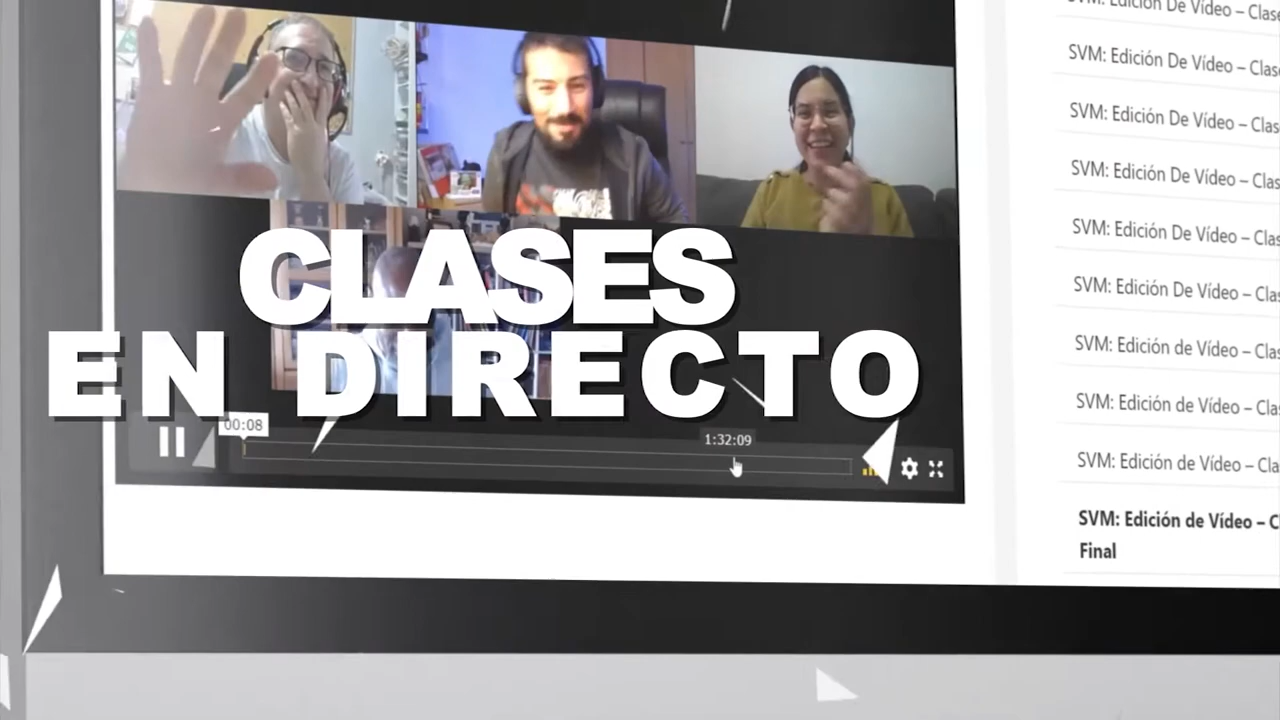 SVM: Edición De Vídeo – Clase
SVM: Edición De Vídeo – Clase
SVM: Edición De Vídeo – Clas
SVM: Edición De Vídeo – Clas
SVM: Edición De Vídeo – Clas
SVM: Edición De Vídeo – Clas
SVM: Edición de Vídeo – Clas
SVM: Edición de Vídeo – Clas
SVM: Edición de Vídeo – Cla
SVM: Edición de Vídeo – C
Final
CLASES
EN DIRECTO
00:08
1:32:09